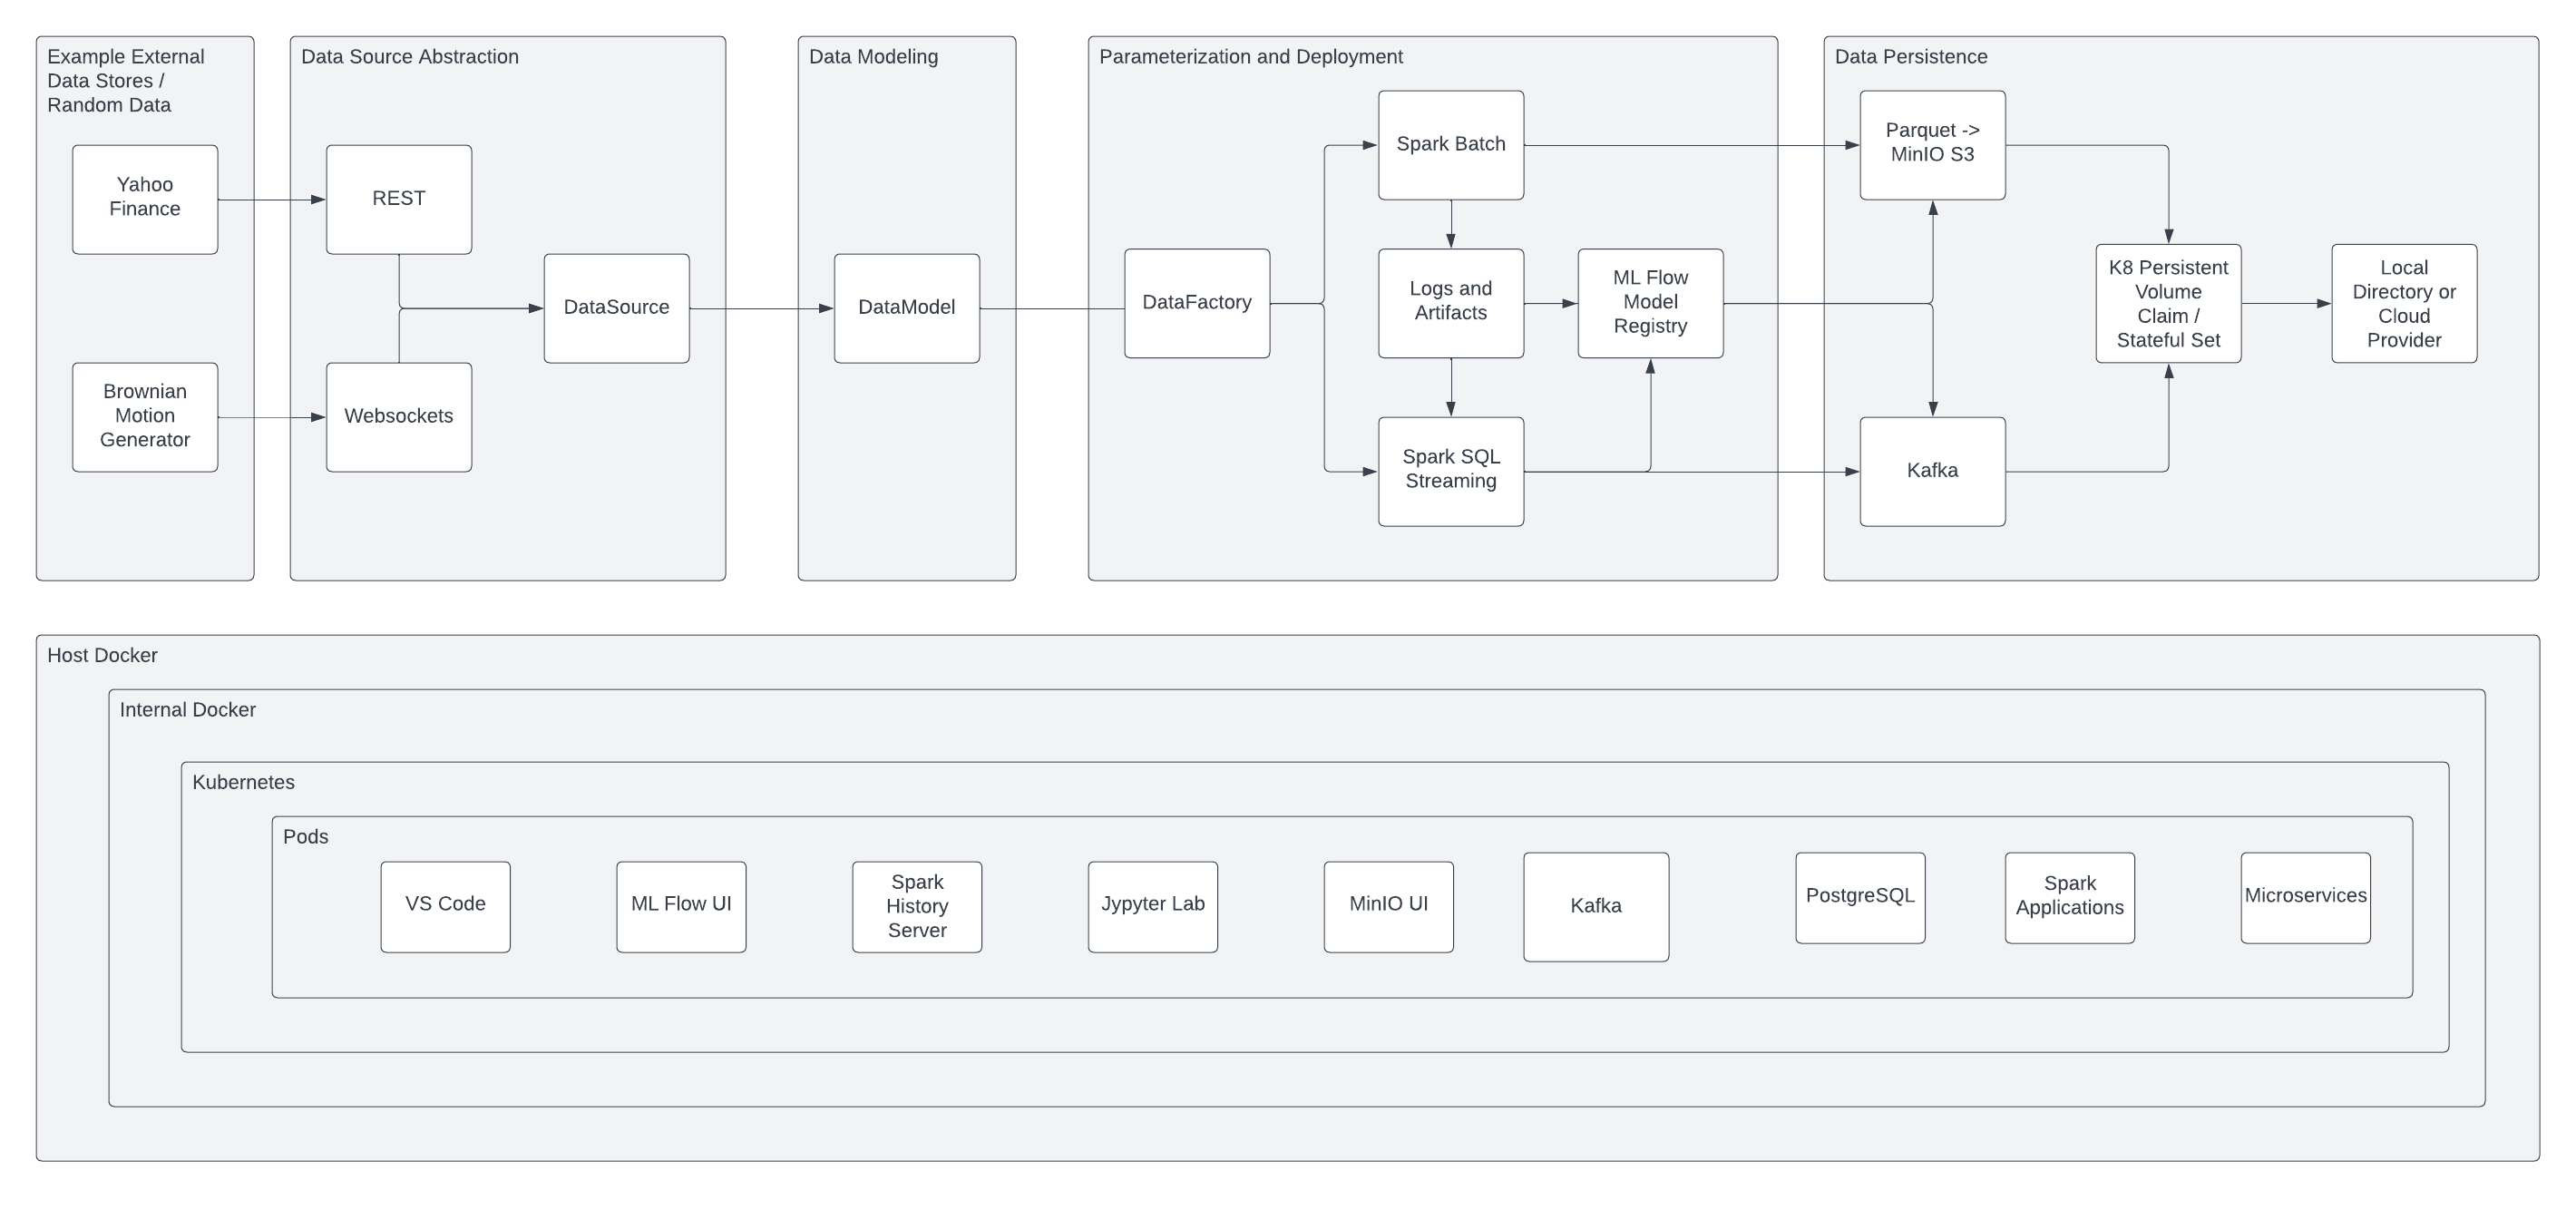 Example External
Data Stores /
Random Data
Yahoo
Finance
Brownian
Motion
Generator
Data Source Abstraction
REST
Websockets
DataSource
Data Modeling
DataModel
Parameterization and Deployment
DataFactory
Spark Batch
Logs and
Artifacts
Spark SQL
Streaming
ML Flow
Model
Registry
Data Persistence
Parquet ->
MinIO S3
Kafka
K8 Persistent
Volume
Claim /
Stateful Set
Local
Directory or
Cloud
Provider
Host Docker
Internal Docker
Kubernetes
Pods
VS Code
ML Flow UI
Spark
History
Server
Jypyter Lab
MinIO UI
Kafka
PostgreSQL
Spark
Applications
Microservices